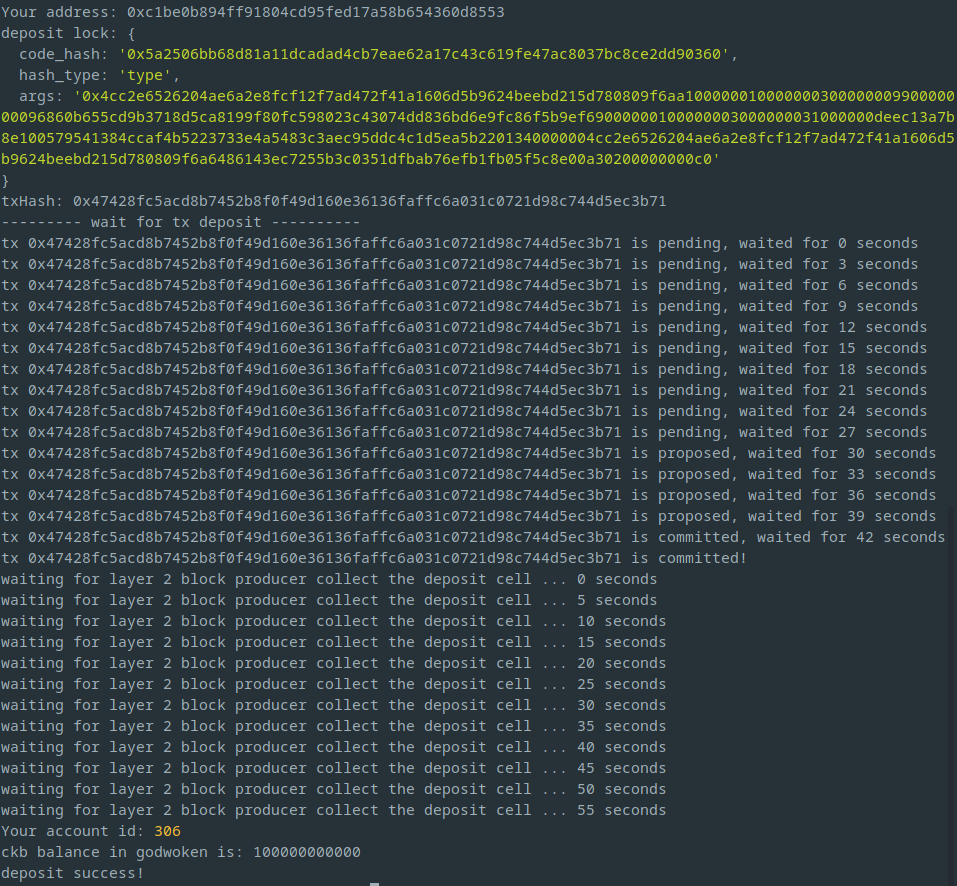 Your address: 0xc1be0b894ff91804cd95fed17a58b654360d8553
deposit lock: {
  code_hash: '0x5a2506bb68d81a11dcadad4cb7eae62a17c43c619fe47ac8037bc8ce2dd90360',
  hash_type: 'type',
  args: '0x4cc2e6526204ae6a2e8fcf12f7ad472f41a1606d5b9624beebd215d780809f6aa10000001000000030000000099000000
00096860b655cd9b3718d5ca8199f80fc598023c43074dd836bd6e9fc86f5b9ef69000000010000000300000003100000​0deec13a7b
8e100579541384ccaf4b5223733e4a5483c3aec95ddc4c1d5ea5b2201340000004cc2e6526204ae6a2e8fcf12f7ad472f41a1606d5
b9624beebd215d780809f6a6486143ec7255b3c0351dfbab76efb1fb05f5c8e00a30200000000c0'
}
txHash: 0x47428fc5acd8b7452b8f0f49d160e36136faffc6a031c0721d98c744d5ec3b71
--------- wait for tx deposit ----------
tx 0x47428fc5acd8b7452b8f0f49d160e36136faffc6a031c0721d98c744d5ec3b71 is pending, waited for 0 seconds
tx 0x47428fc5acd8b7452b8f0f49d160e36136faffc6a031c0721d98c744d5ec3b71 is pending, waited for 3 seconds
tx 0x47428fc5acd8b7452b8f0f49d160e36136faffc6a031c0721d98c744d5ec3b71 is pending, waited for 6 seconds
tx 0x47428fc5acd8b7452b8f0f49d160e36136faffc6a031c0721d98c744d5ec3b71 is pending, waited for 9 seconds
tx 0x47428fc5acd8b7452b8f0f49d160e36136faffc6a031c0721d98c744d5ec3b71 is pending, waited for 12 seconds
tx 0x47428fc5acd8b7452b8f0f49d160e36136faffc6a031c0721d98c744d5ec3b71 is pending, waited for 15 seconds
tx 0x47428fc5acd8b7452b8f0f49d160e36136faffc6a031c0721d98c744d5ec3b71 is pending, waited for 18 seconds
tx 0x47428fc5acd8b7452b8f0f49d160e36136faffc6a031c0721d98c744d5ec3b71 is pending, waited for 21 seconds
tx 0x47428fc5acd8b7452b8f0f49d160e36136faffc6a031c0721d98c744d5ec3b71 is pending, waited for 24 seconds
tx 0x47428fc5acd8b7452b8f0f49d160e36136faffc6a031c0721d98c744d5ec3b71 is pending, waited for 27 seconds
tx 0x47428fc5acd8b7452b8f0f49d160e36136faffc6a031c0721d98c744d5ec3b71 is proposed, waited for 30 seconds
tx 0x47428fc5acd8b7452b8f0f49d160e36136faffc6a031c0721d98c744d5ec3b71 is proposed, waited for 33 seconds
tx 0x47428fc5acd8b7452b8f0f49d160e36136faffc6a031c0721d98c744d5ec3b71 is proposed, waited for 36 seconds
tx 0x47428fc5acd8b7452b8f0f49d160e36136faffc6a031c0721d98c744d5ec3b71 is proposed, waited for 39 seconds
tx 0x47428fc5acd8b7452b8f0f49d160e36136faffc6a031c0721d98c744d5ec3b71 is committed, waited for 42 seconds
tx 0x47428fc5acd8b7452b8f0f49d160e36136faffc6a031c0721d98c744d5ec3b71 is committed!
waiting for layer 2 block producer collect the deposit cell ... 0 seconds
waiting for layer 2 block producer collect the deposit cell ... 5 seconds
waiting for layer 2 block producer collect the deposit cell ... 10 seconds
waiting for layer 2 block producer collect the deposit cell ... 15 seconds
waiting for layer 2 block producer collect the deposit cell ... 20 seconds
waiting for layer 2 block producer collect the deposit cell ... 25 seconds
waiting for layer 2 block producer collect the deposit cell ... 30 seconds
waiting for layer 2 block producer collect the deposit cell ... 35 seconds
waiting for layer 2 block producer collect the deposit cell ... 40 seconds
waiting for layer 2 block producer collect the deposit cell ... 45 seconds
waiting for layer 2 block producer collect the deposit cell ... 50 seconds
waiting for layer 2 block producer collect the deposit cell ... 55 seconds
Your account id: 306
ckb balance in godwoken is: 100000000000
deposit success!